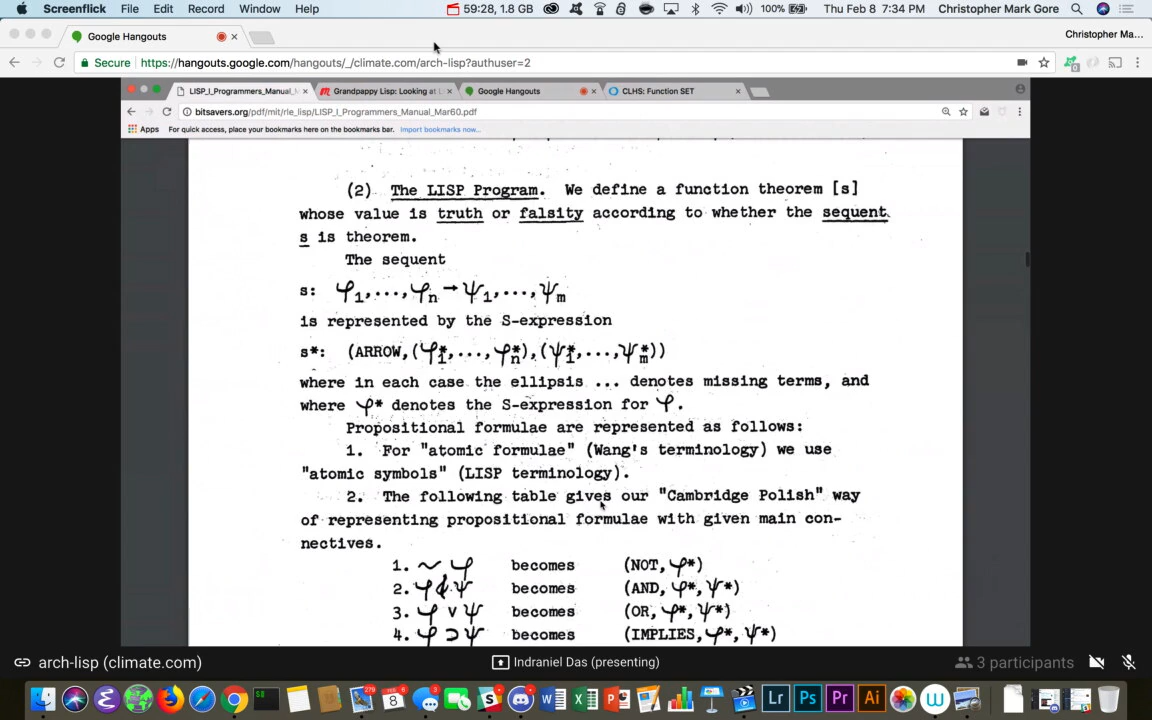 Screenflick File Edit Record Window Help 59:28, 1.8 GB 100% Thu Feb 8 7:34 PM Christopher Mark Gore
Google Hangouts Christopher Ma...
Secure https://hangouts.google.com/hangouts/_/climate.com/arch-lisp?authuser=2
LISP_I_Programmers_Manual_ Grandpappy Lisp: Looking at L Google Hangouts CLHS: Function SET
bitsavers.org/pdf/mit/rle_lisp/LISP_I_Programmers_Manual_Mar60.pdf
Apps For quick access, place your bookmarks here on the bookmarks bar. Import bookmarks now...
(2) The LISP Program. We define a function theorem [s]
whose value is truth or falsity according to whether the sequent
s is theorem.
The sequent
s: φ1,...,φn → ψ1,...,ψm
is represented by the S-expression
s*: (ARROW,(φ1*,...,φn*),(ψ1*,...,ψm*))
where in each case the ellipsis ... denotes missing terms, and
where φ* denotes the S-expression for φ.
Propositional formulae are represented as follows:
1. For "atomic formulae" (Wang's terminology) we use
"atomic symbols" (LISP terminology).
2. The following table gives our "Cambridge Polish" way
of representing propositional formulae with given main con-
nectives.
1. ~ φ becomes (NOT, φ*)
2. φ & ψ becomes (AND, φ*, ψ*)
3. φ ∨ ψ becomes (OR, φ*, ψ*)
4. φ ⊃ ψ becomes (IMPLIES, φ*, ψ*)
arch-lisp (climate.com) Indraniel Das (presenting) 3 participants